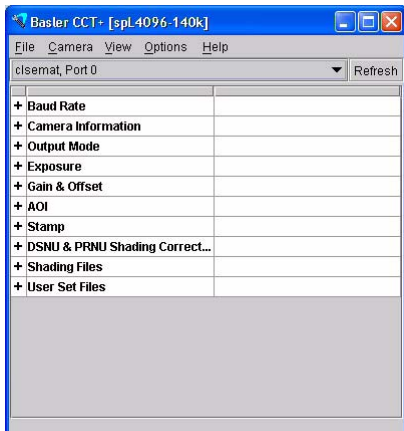 Basler CCT+ [spL4096-140k]
File Camera View Options Help
clsemat, Port 0 Refresh
+ Baud Rate
+ Camera Information
+ Output Mode
+ Exposure
+ Gain & Offset
+ AOI
+ Stamp
+ DSNU & PRNU Shading Correct...
+ Shading Files
+ User Set Files